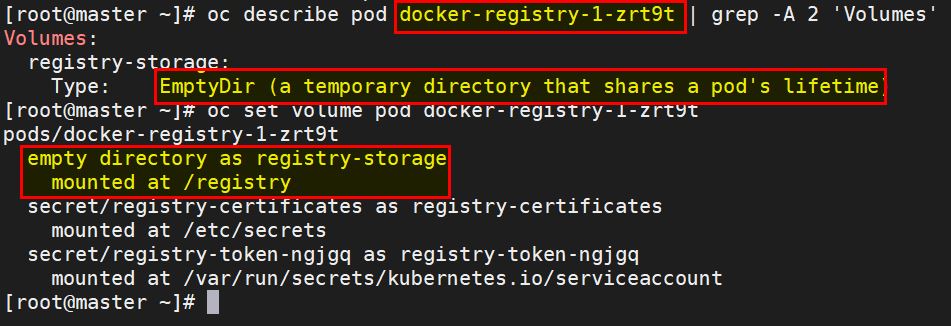 [root@master ~]# oc describe pod docker-registry-1-zrt9t | grep -A 2 'Volumes'
Volumes:
  registry-storage:
    Type:    EmptyDir (a temporary directory that shares a pod's lifetime)
[root@master ~]# oc set volume pod docker-registry-1-zrt9t
pods/docker-registry-1-zrt9t
  empty directory as registry-storage
    mounted at /registry
  secret/registry-certificates as registry-certificates
    mounted at /etc/secrets
  secret/registry-token-ngjgq as registry-token-ngjgq
    mounted at /var/run/secrets/kubernetes.io/serviceaccount
[root@master ~]#